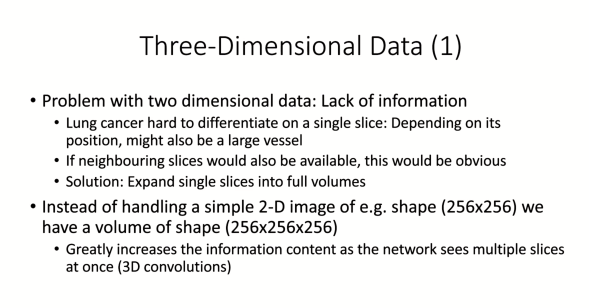 Three-Dimensional Data (1)
• Problem with two dimensional data: Lack of information
• Lung cancer hard to differentiate on a single slice: Depending on its
position, might also be a large vessel
• If neighbouring slices would also be available, this would be obvious
• Solution: Expand single slices into full volumes
• Instead of handling a simple 2-D image of e.g. shape (256x256) we
have a volume of shape (256x256x256)
• Greatly increases the information content as the network sees multiple slices
at once (3D convolutions)